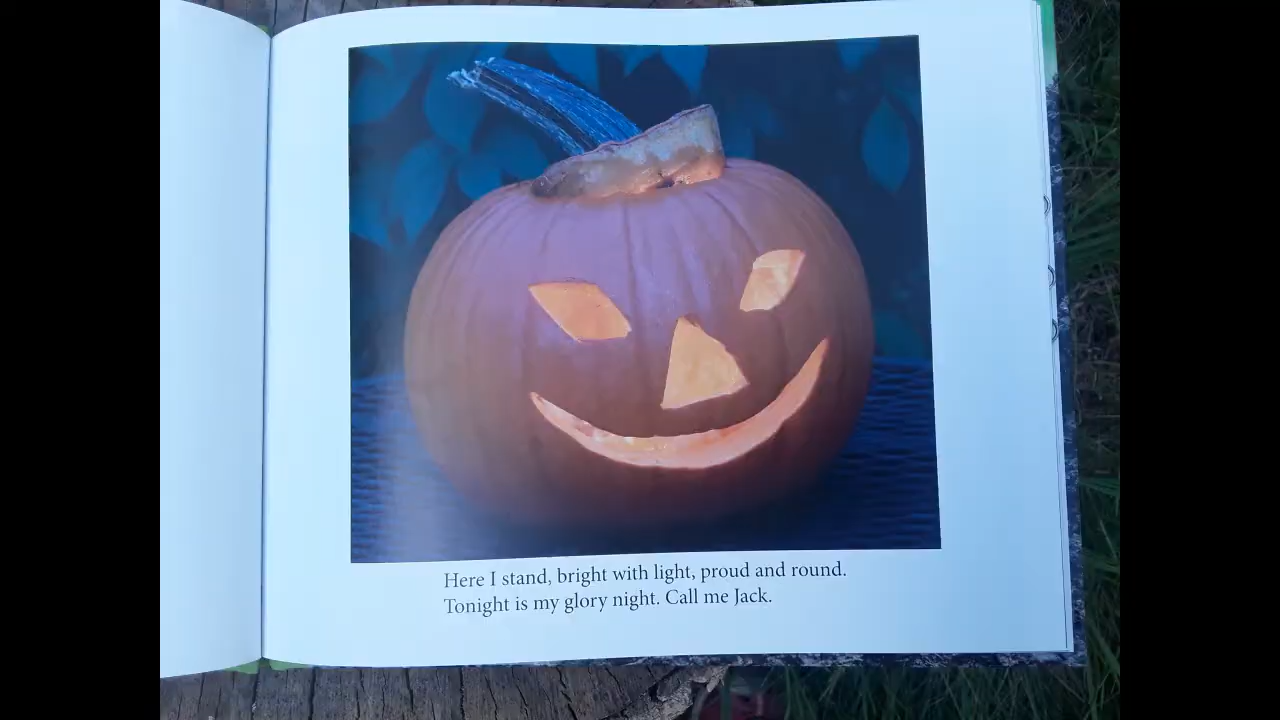 Here I stand, bright with light, proud and round.
Tonight is my glory night. Call me Jack.